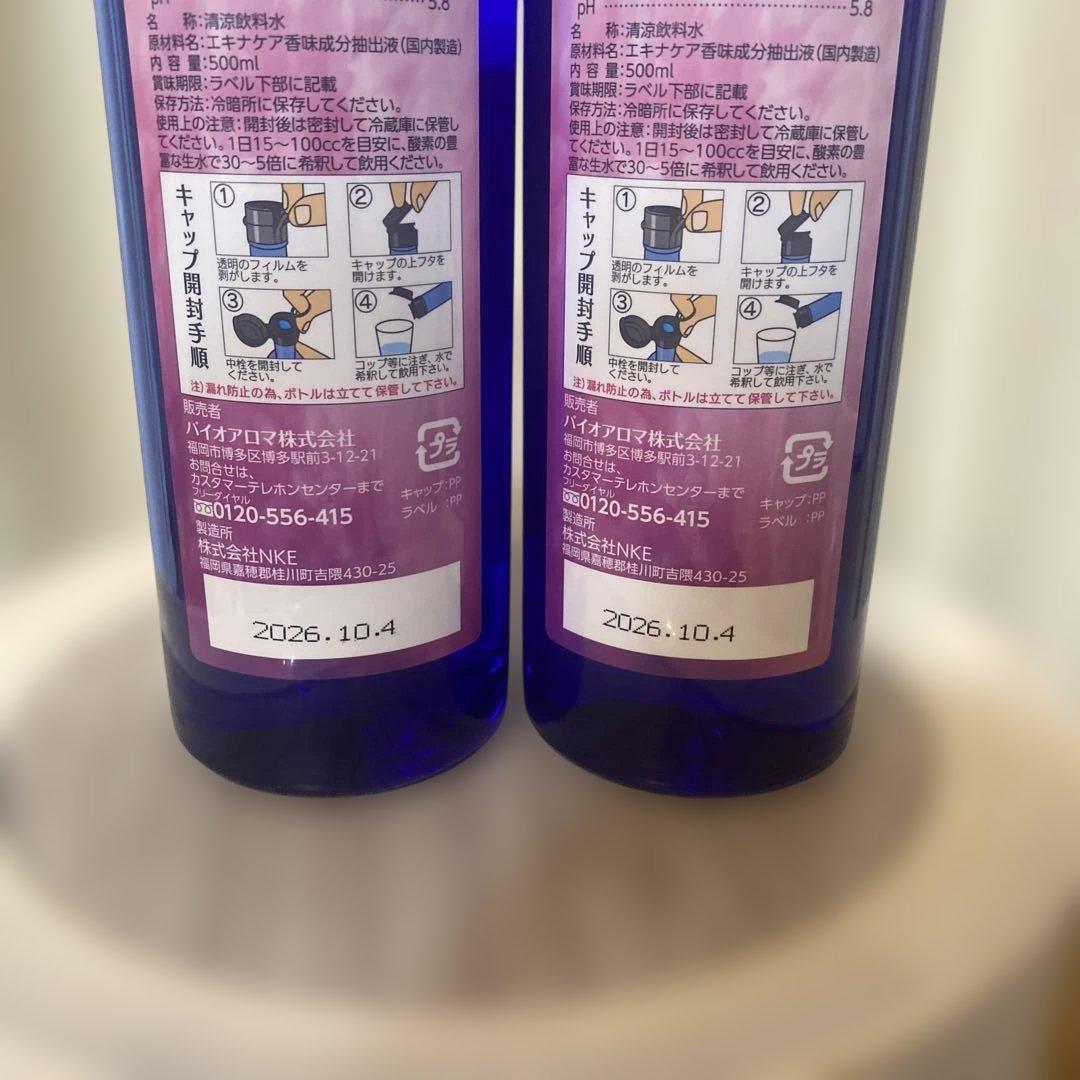 pH 5.8
名 称:清涼飲料水
原材料名:エキナケア香味成分抽出液(国内製造)
内容量:500ml
賞味期限:ラベル下部に記載
保存方法:冷暗所に保存してください。
使用上の注意:開封後は密封して冷蔵庫に保管し
てください。1日15～100ccを目安に、酸素の豊
富な生水で30～5倍に希釈して飲用ください。
キャップ開封手順
①
透明のフィルムを
剥がします。
②
キャップの上フタを
開けます。
③
中栓を開封して
ください。
④
コップ等に注ぎ、水で
希釈して飲用下さい。
注)漏れ防止の為、ボトルは立てて保管して下さい。
販売者
バイオアロマ株式会社
福岡市博多区博多駅前3-12-21
お問合せは、
カスタマーテレホンセンターまで
フリーダイヤル
0120-556-415
プラ
キャップ:PP
ラベル :PP
製造所
株式会社NKE
福岡県嘉穂郡桂川町吉隈430-25
2026.10.4
pH 5.8
名 称:清涼飲料水
原材料名:エキナケア香味成分抽出液(国内製造)
内容量:500ml
賞味期限:ラベル下部に記載
保存方法:冷暗所に保存してください。
使用上の注意:開封後は密封して冷蔵庫に保管し
てください。1日15～100ccを目安に、酸素の豊
富な生水で30～5倍に希釈して飲用ください。
キャップ開封手順
①
透明のフィルムを
剥がします。
②
キャップの上フタを
開けます。
③
中栓を開封して
ください。
④
コップ等に注ぎ、水で
希釈して飲用下さい。
注)漏れ防止の為、ボトルは立てて保管して下さい。
販売者
バイオアロマ株式会社
福岡市博多区博多駅前3-12-21
お問合せは、
カスタマーテレホンセンターまで
フリーダイヤル
0120-556-415
プラ
キャップ:PP
ラベル :PP
製造所
株式会社NKE
福岡県嘉穂郡桂川町吉隈430-25
2026.10.4